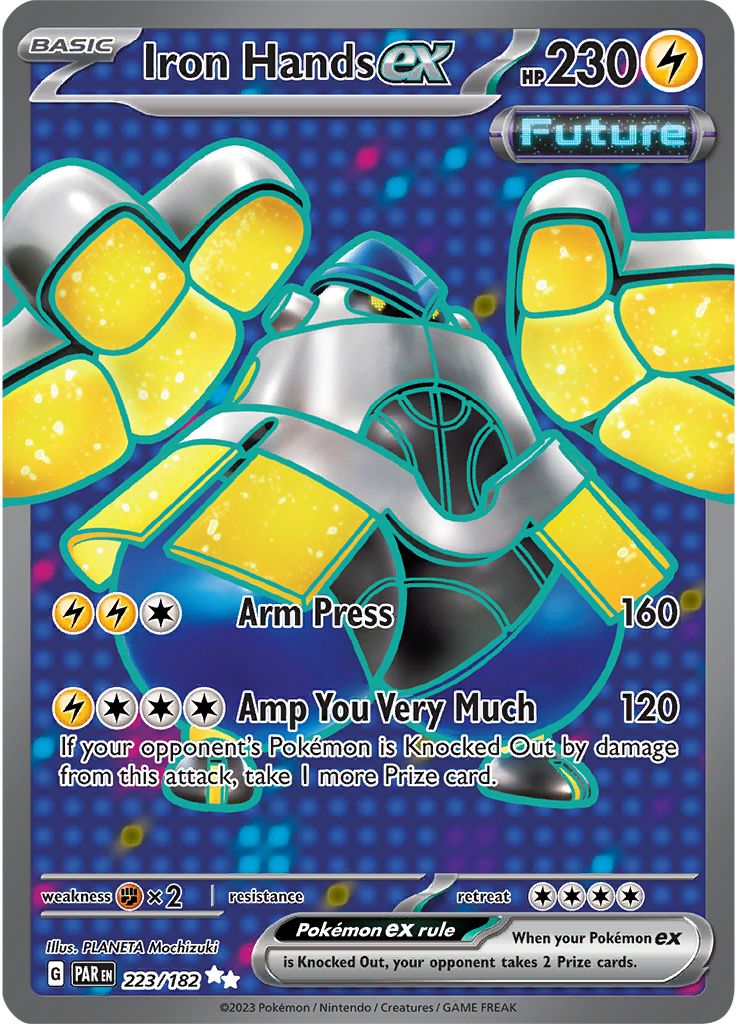 BASIC Iron Hands ex HP 230
Future
Arm Press 160
Amp You Very Much 120
If your opponent's Pokémon is Knocked Out by damage
from this attack, take 1 more Prize card.
weakness ×2 resistance retreat
Illus. PLANETA Mochizuki
Pokémon ex rule When your Pokémon ex
is Knocked Out, your opponent takes 2 Prize cards.
G PAR EN 223/182
©2023 Pokémon / Nintendo / Creatures / GAME FREAK